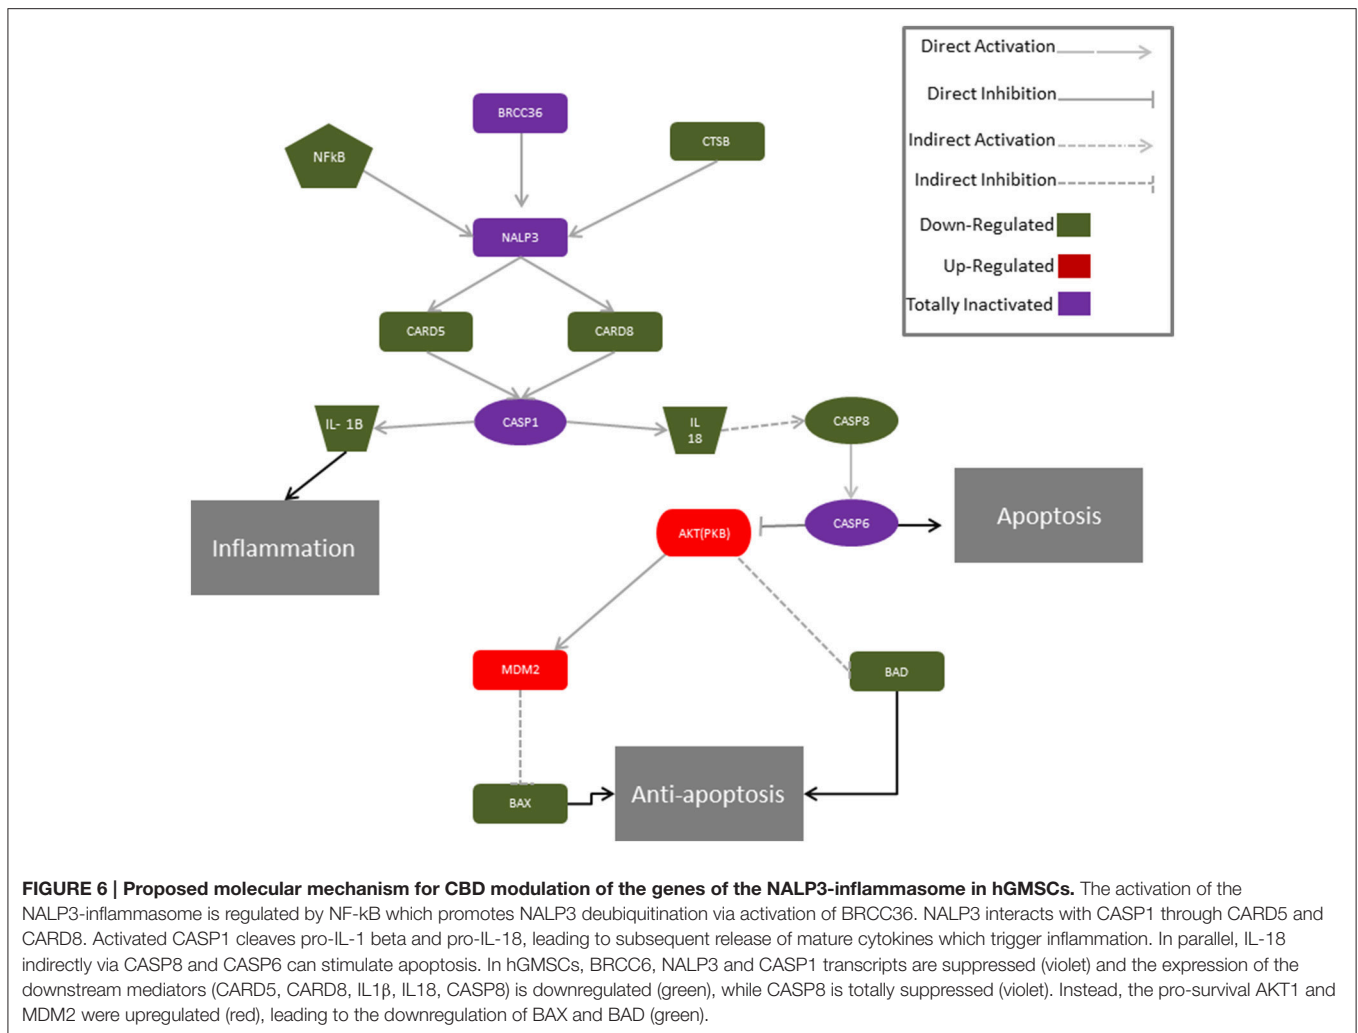 Direct Activation
Direct Inhibition
Indirect Activation
Indirect Inhibition
Down-Regulated
Up-Regulated
Totally Inactivated
BRCC36
NFkB
CTSB
NALP3
CARD5
CARD8
IL- 1B
CASP1
IL
18
CASP8
Inflammation
AKT(PKB)
CASP6
Apoptosis
MDM2
BAD
BAX
Anti-apoptosis
FIGURE 6 | Proposed molecular mechanism for CBD modulation of the genes of the NALP3-inflammasome in hGMSCs. The activation of the
NALP3-inflammasome is regulated by NF-kB which promotes NALP3 deubiquitination via activation of BRCC36. NALP3 interacts with CASP1 through CARD5 and
CARD8. Activated CASP1 cleaves pro-IL-1 beta and pro-IL-18, leading to subsequent release of mature cytokines which trigger inflammation. In parallel, IL-18
indirectly via CASP8 and CASP6 can stimulate apoptosis. In hGMSCs, BRCC6, NALP3 and CASP1 transcripts are suppressed (violet) and the expression of the
downstream mediators (CARD5, CARD8, IL1β, IL18, CASP8) is downregulated (green), while CASP8 is totally suppressed (violet). Instead, the pro-survival AKT1 and
MDM2 were upregulated (red), leading to the downregulation of BAX and BAD (green).